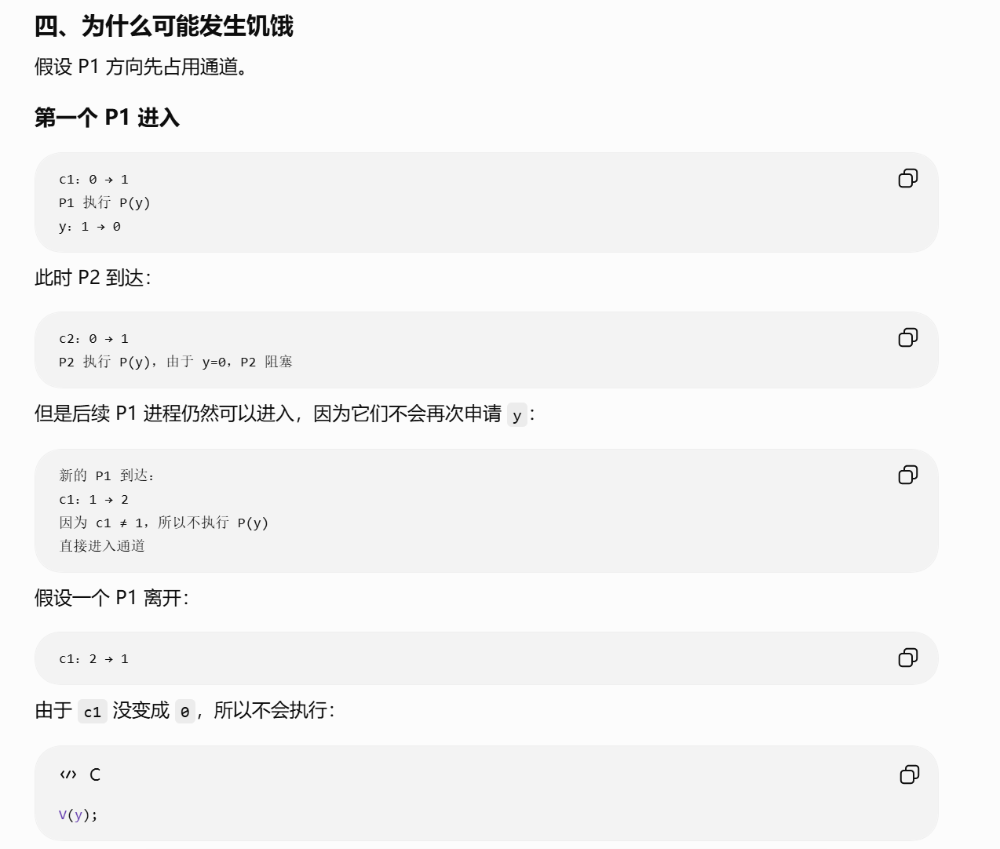 四、为什么可能发生饥饿
假设 P1 方向先占用通道。
第一个 P1 进入
c1：0 → 1
P1 执行 P(y)
y：1 → 0
此时 P2 到达：
c2：0 → 1
P2 执行 P(y)，由于 y=0，P2 阻塞
但是后续 P1 进程仍然可以进入，因为它们不会再次申请 y：
新的 P1 到达：
c1：1 → 2
因为 c1 ≠ 1，所以不执行 P(y)
直接进入通道
假设一个 P1 离开：
c1：2 → 1
由于 c1 没变成 0，所以不会执行：
C
V(y);